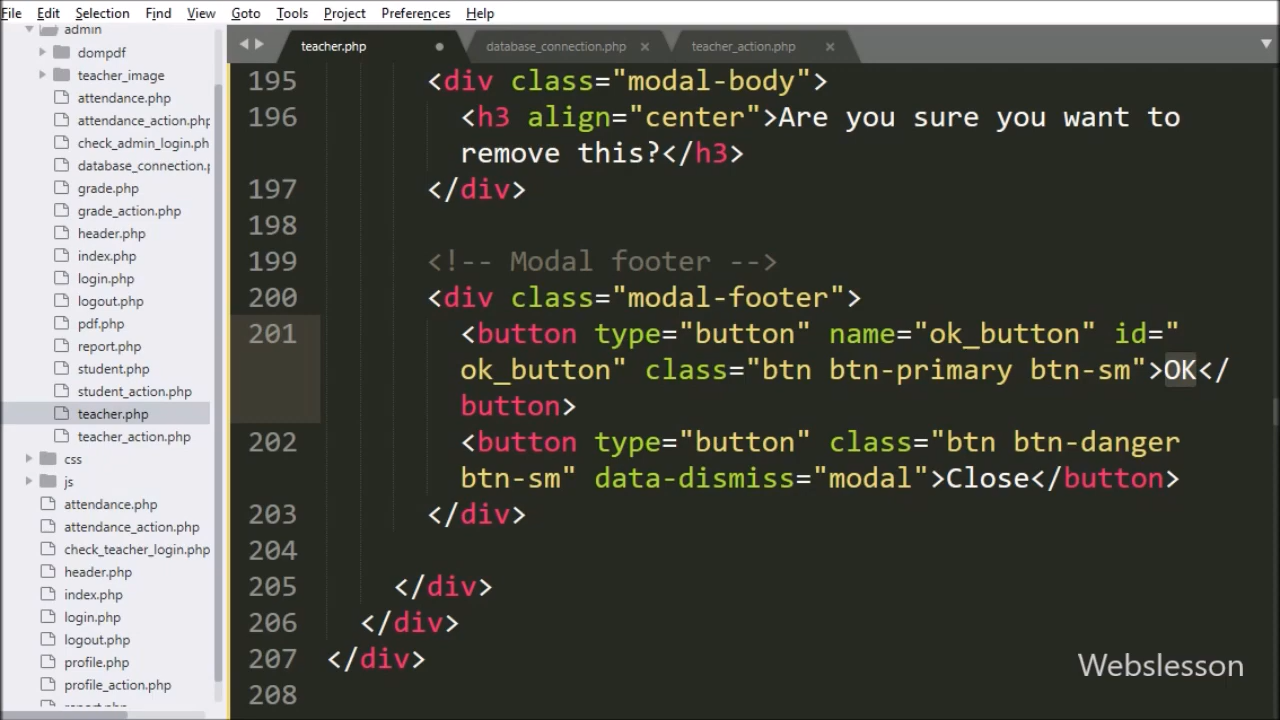 File Edit Selection Find View Goto Tools Project Preferences Help
admin
dompdf
teacher_image
attendance.php
attendance_action.php
check_admin_login.ph
database_connection.p
grade.php
grade_action.php
header.php
index.php
login.php
logout.php
pdf.php
report.php
student.php
student_action.php
teacher.php
teacher_action.php
css
js
attendance.php
attendance_action.php
check_teacher_login.php
header.php
index.php
login.php
logout.php
profile.php
profile_action.php
report.php
teacher.php database_connection.php teacher_action.php
195 <div class="modal-body">
196 <h3 align="center">Are you sure you want to
remove this?</h3>
197 </div>
198
199 <!-- Modal footer -->
200 <div class="modal-footer">
201 <button type="button" name="ok_button" id="
ok_button" class="btn btn-primary btn-sm">OK</
button>
202 <button type="button" class="btn btn-danger
btn-sm" data-dismiss="modal">Close</button>
203 </div>
204
205 </div>
206 </div>
207 </div>
208
Webslesson